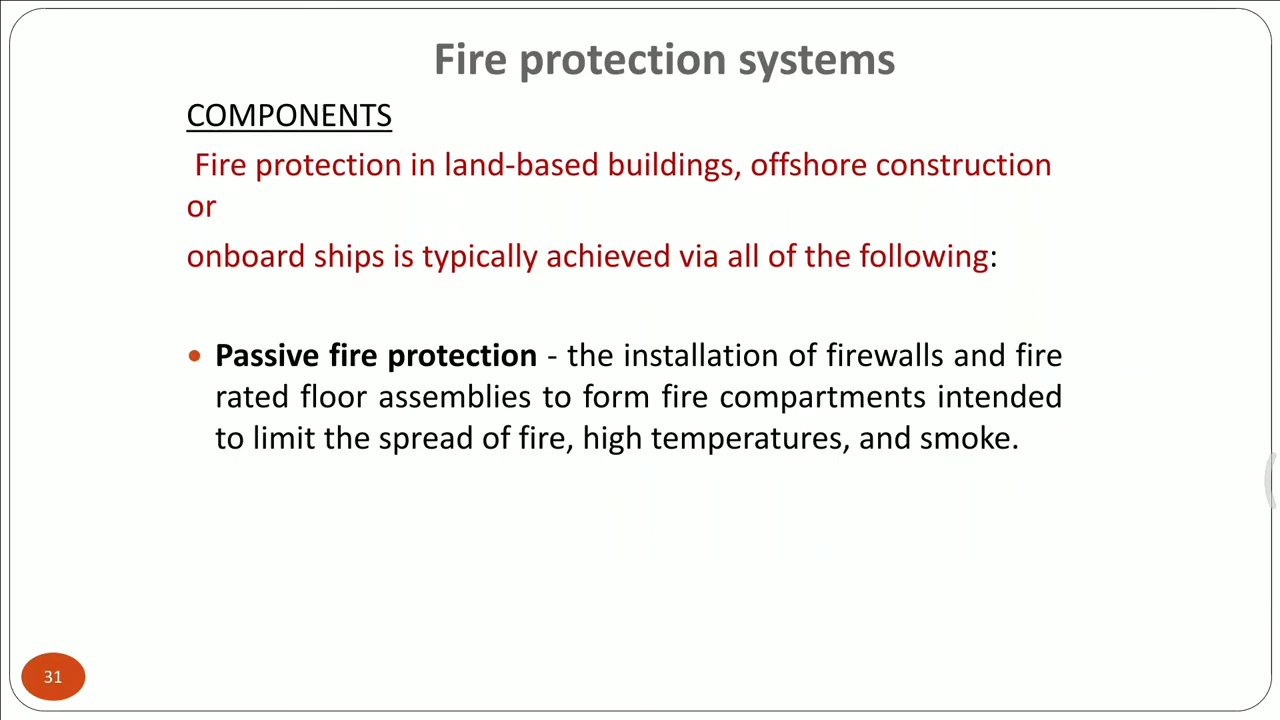 Fire protection systems
COMPONENTS
Fire protection in land-based buildings, offshore construction
or
onboard ships is typically achieved via all of the following:
• Passive fire protection - the installation of firewalls and fire
rated floor assemblies to form fire compartments intended
to limit the spread of fire, high temperatures, and smoke.
31